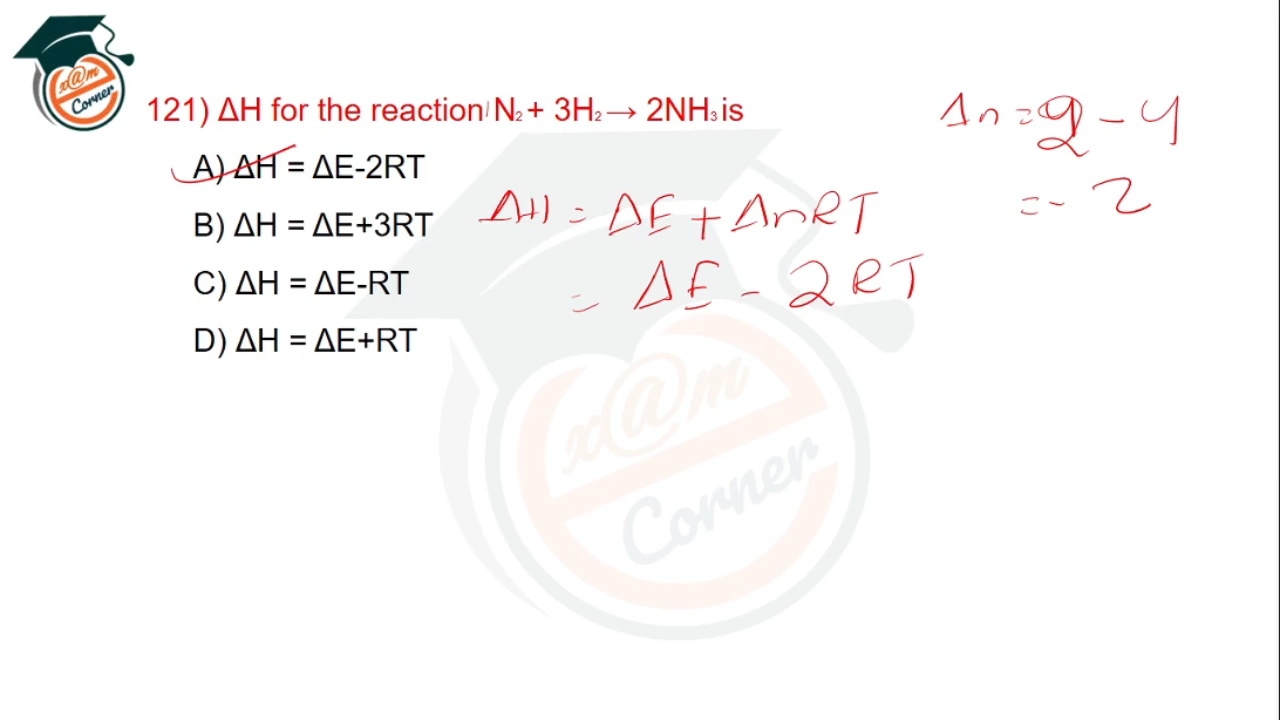 x@m
Corner
121) ΔH for the reaction N₂ + 3H₂ → 2NH₃ is
A) ΔH = ΔE-2RT
B) ΔH = ΔE+3RT
C) ΔH = ΔE-RT
D) ΔH = ΔE+RT
Δn = 2 - 4
= - 2
ΔH = ΔE + ΔnRT
= ΔE - 2RT
x@m
Corner